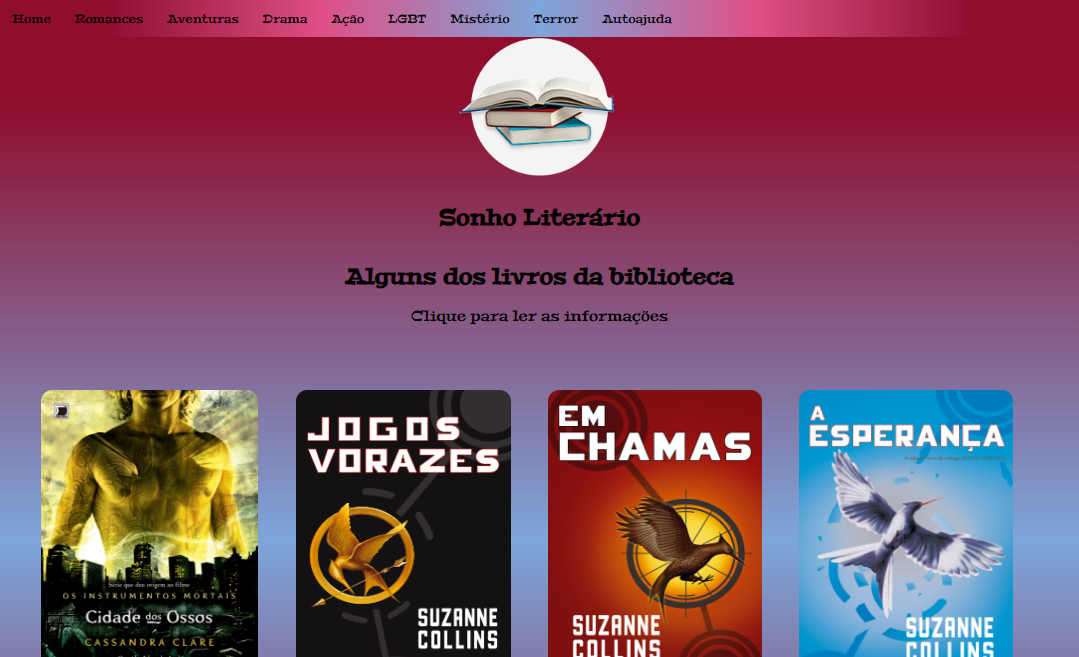 Home Romances Aventuras Drama Ação LGBT Mistério Terror Autoajuda
Sonho Literário
Alguns dos livros da biblioteca
Clique para ler as informações
Série que deu origem ao filme
OS INSTRUMENTOS MORTAIS
Cidade dos Ossos
CASSANDRA CLARE
JOGOS
VORAZES
SUZANNE
COLLINS
EM
CHAMAS
SUZANNE
COLLINS
A
ESPERANÇA
SUZANNE
COLLINS